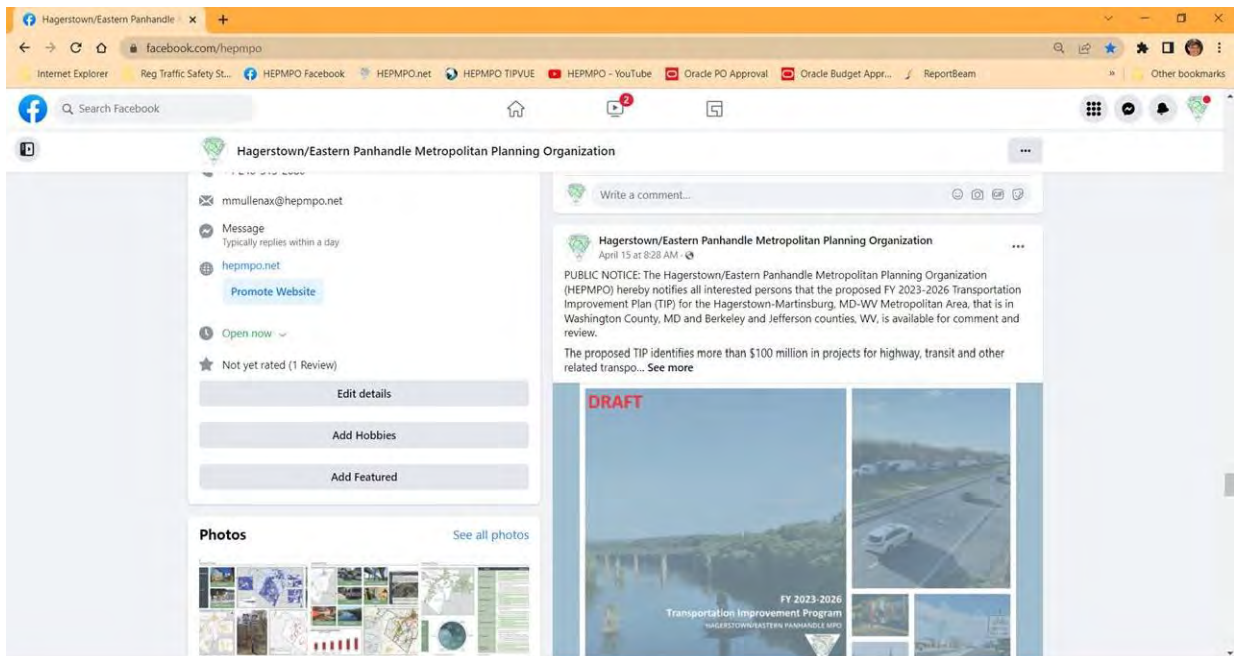 Hagerstown/Eastern Panhandle
facebook.com/hepmpo
Internet Explorer
Reg Traffic Safety St...
HEPMPO Facebook
HEPMPO.net
HEPMPO TIPVUE
HEPMPO - YouTube
Oracle PO Approval
Oracle Budget Appr...
ReportBeam
»
Other bookmarks
Search Facebook
2
Hagerstown/Eastern Panhandle Metropolitan Planning Organization
mmullenax@hepmpo.net
Message
Typically replies within a day
hepmpo.net
Promote Website
Open now
Not yet rated (1 Review)
Edit details
Add Hobbies
Add Featured
Photos
See all photos
Write a comment...
GIF
Hagerstown/Eastern Panhandle Metropolitan Planning Organization
April 15 at 8:28 AM ·
PUBLIC NOTICE: The Hagerstown/Eastern Panhandle Metropolitan Planning Organization
(HEPMPO) hereby notifies all interested persons that the proposed FY 2023-2026 Transportation
Improvement Plan (TIP) for the Hagerstown-Martinsburg, MD-WV Metropolitan Area, that is in
Washington County, MD and Berkeley and Jefferson counties, WV, is available for comment and
review.
The proposed TIP identifies more than $100 million in projects for highway, transit and other
related transpo... See more
DRAFT
FY 2023-2026
Transportation Improvement Program
HAGERSTOWN/EASTERN PANHANDLE MPO